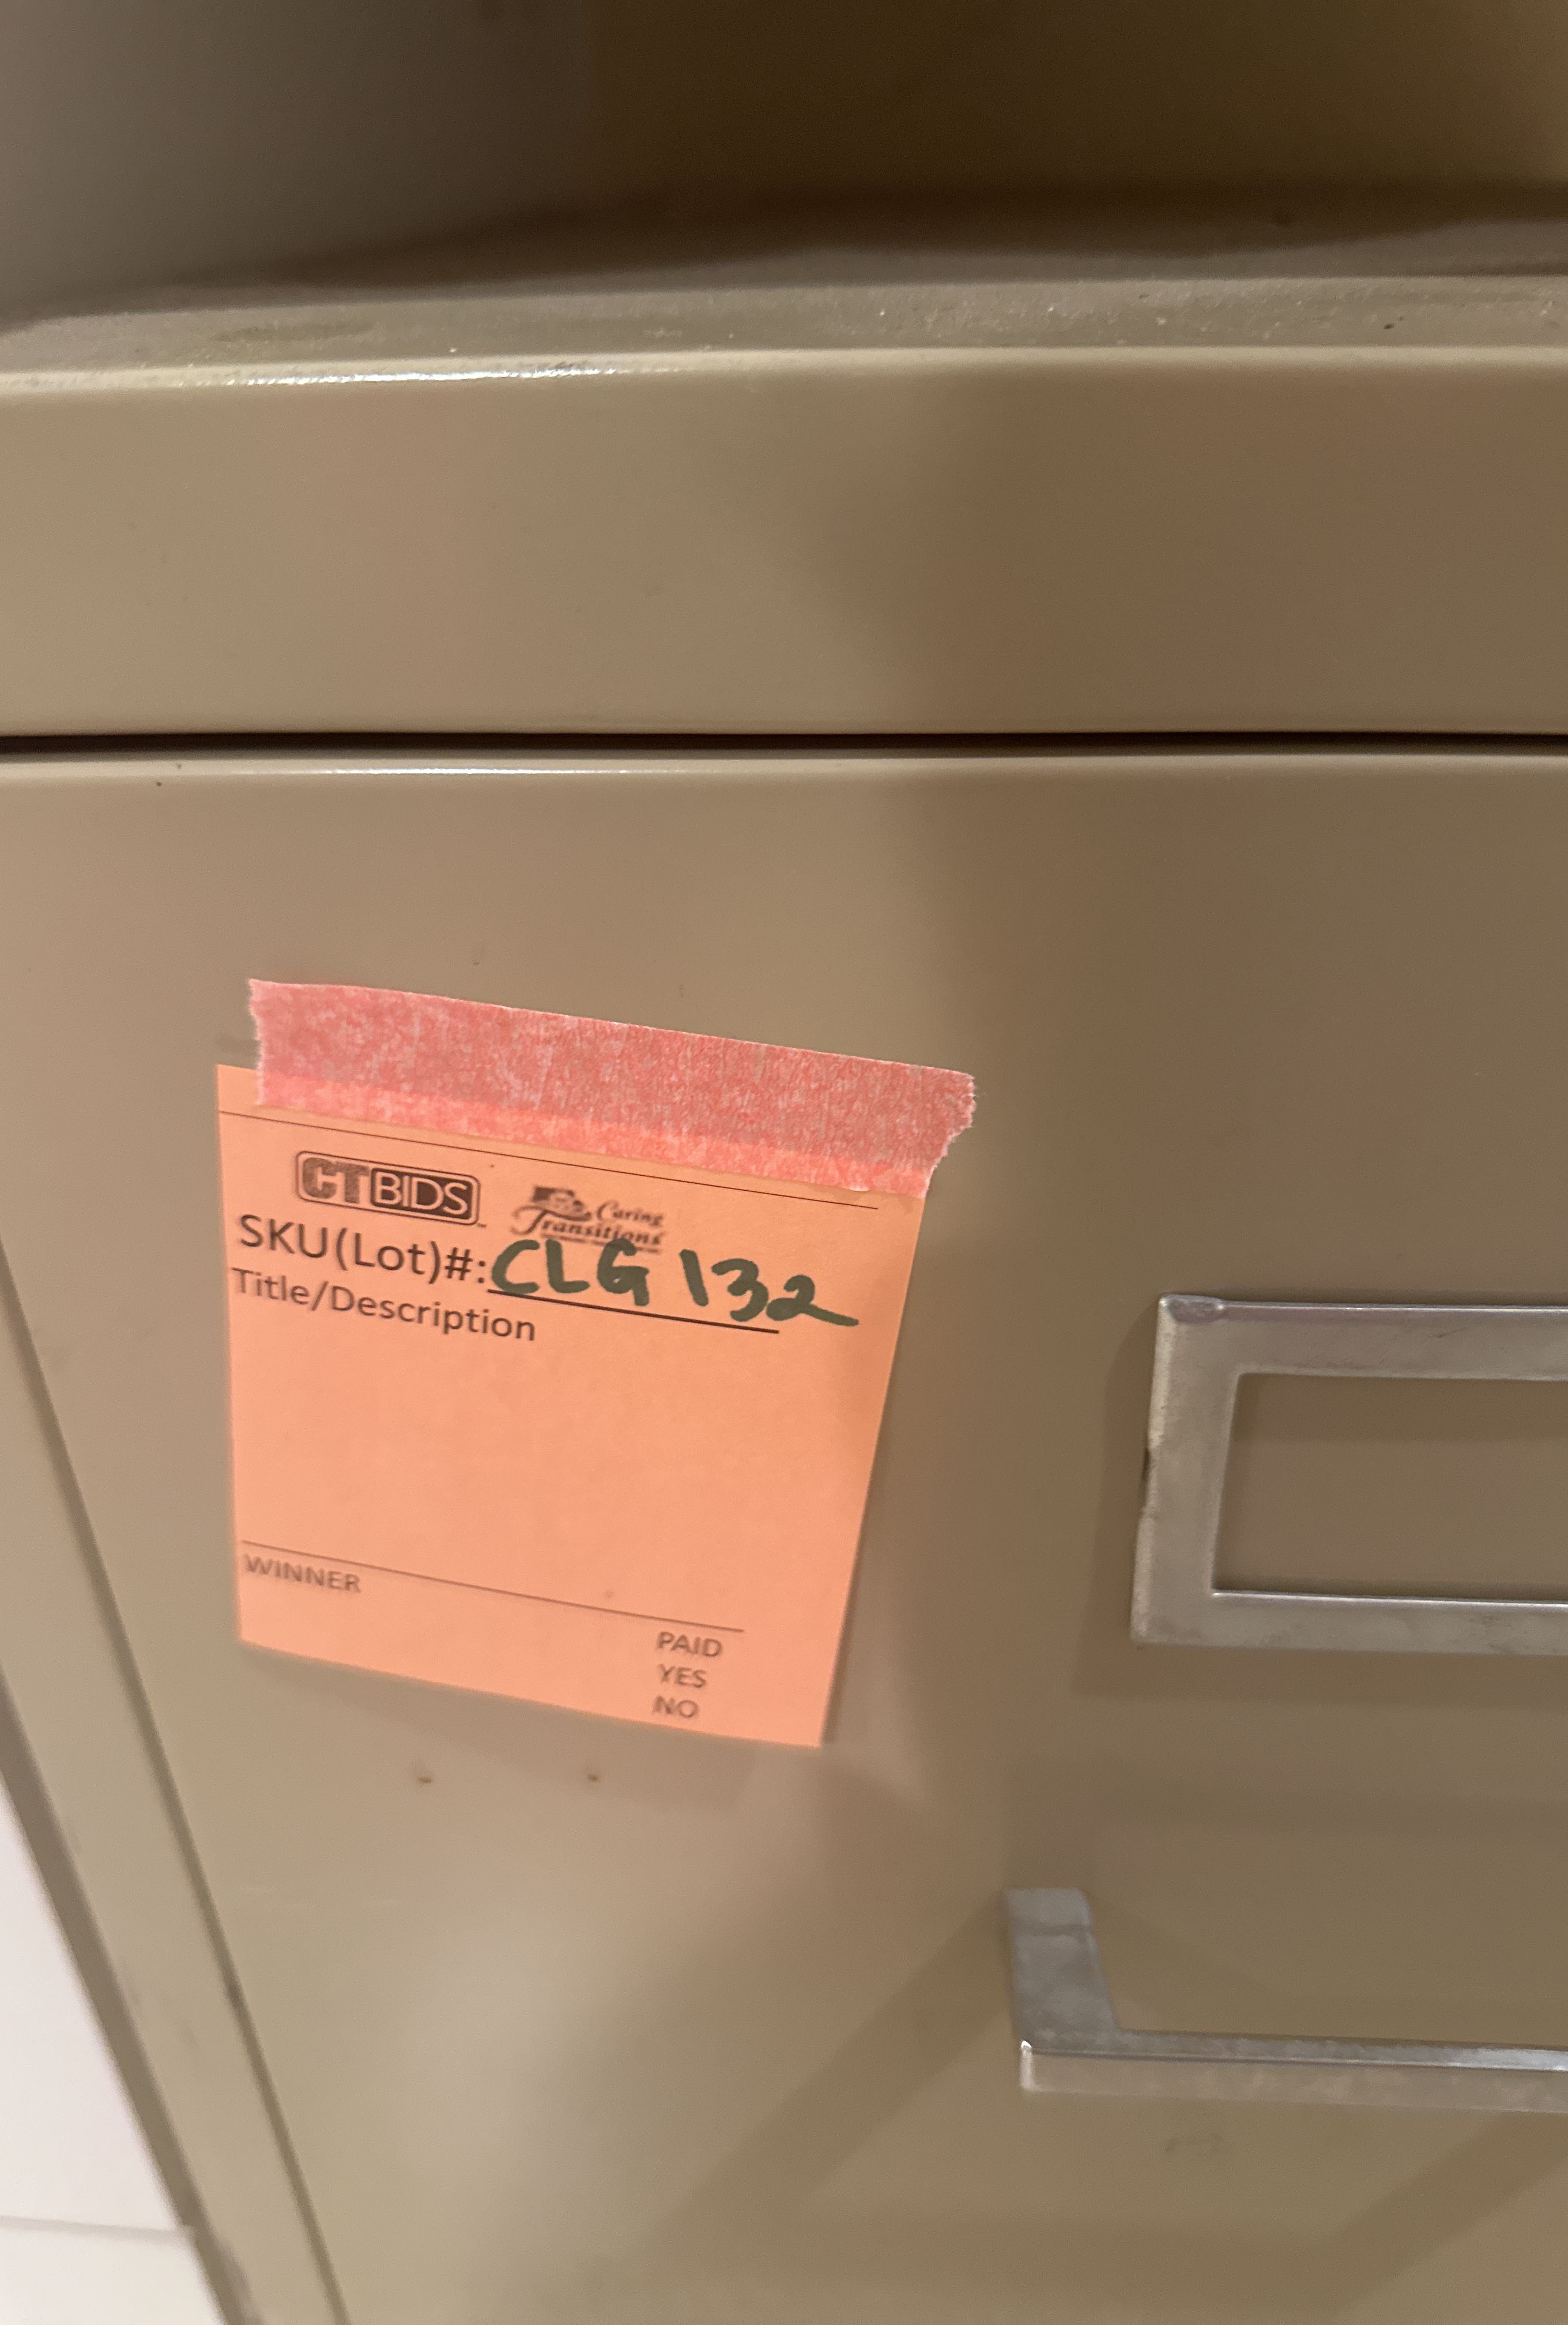 CTBIDS
Caring
Transitions
SKU(Lot)#: CLG 132
Title/Description
WINNER
PAID
YES
NO